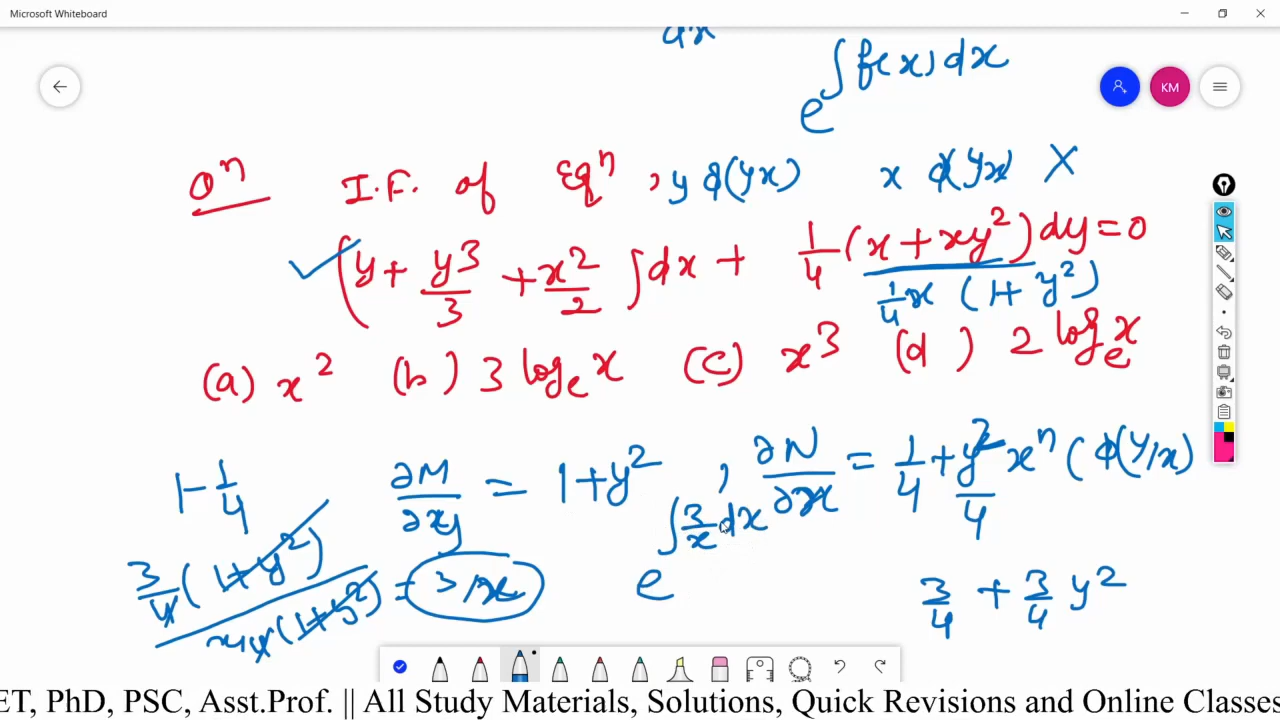 Microsoft Whiteboard
dx
e^∫f(x)dx
KM
Qⁿ I.F. of Eqⁿ, y ϕ(yx) x ϕ(yx) X
(y + y³/3 + x²/2) dx + 1/4 (x + xy²) dy = 0
1/4 x (1 + y²)
(a) x² (b) 3 logₑ x (c) x³ (d) 2 logₑ x
1 - 1/4 ∂M/∂y = 1 + y², ∂N/∂x = 1/4 + y²/4 xⁿ (ϕ(y/x)
e^∫3/x dx
3/4 (1 + y²) / x/4 (1 + y²) = 3/x
3/4 + 3/4 y²
ET, PhD, PSC, Asst.Prof. || All Study Materials, Solutions, Quick Revisions and Online Classes